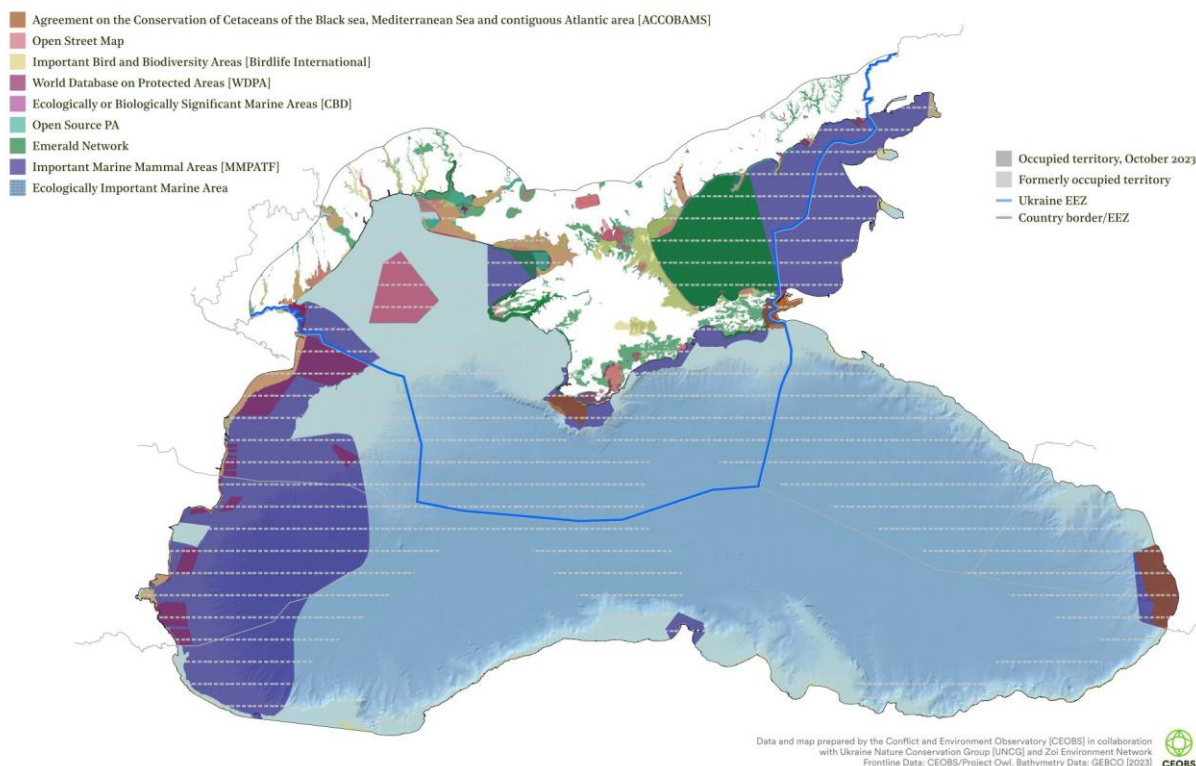 Agreement on the Conservation of Cetaceans of the Black sea, Mediterranean Sea and contiguous Atlantic area [ACCOBAMS]
Open Street Map
Important Bird and Biodiversity Areas [Birdlife International]
World Database on Protected Areas [WDPA]
Ecologically or Biologically Significant Marine Areas [CBD]
Open Source PA
Emerald Network
Important Marine Mammal Areas [MMPATF]
Ecologically Important Marine Area
Occupied territory, October 2023
Formerly occupied territory
Ukraine EEZ
Country border/EEZ
Data and map prepared by the Conflict and Environment Observatory [CEOBS] in collaboration
with Ukraine Nature Conservation Group [UNCG] and Zoï Environment Network
Frontline Data: CEOBS/Project Owl. Bathymetry Data: GEBCO [2023]
CEOBS